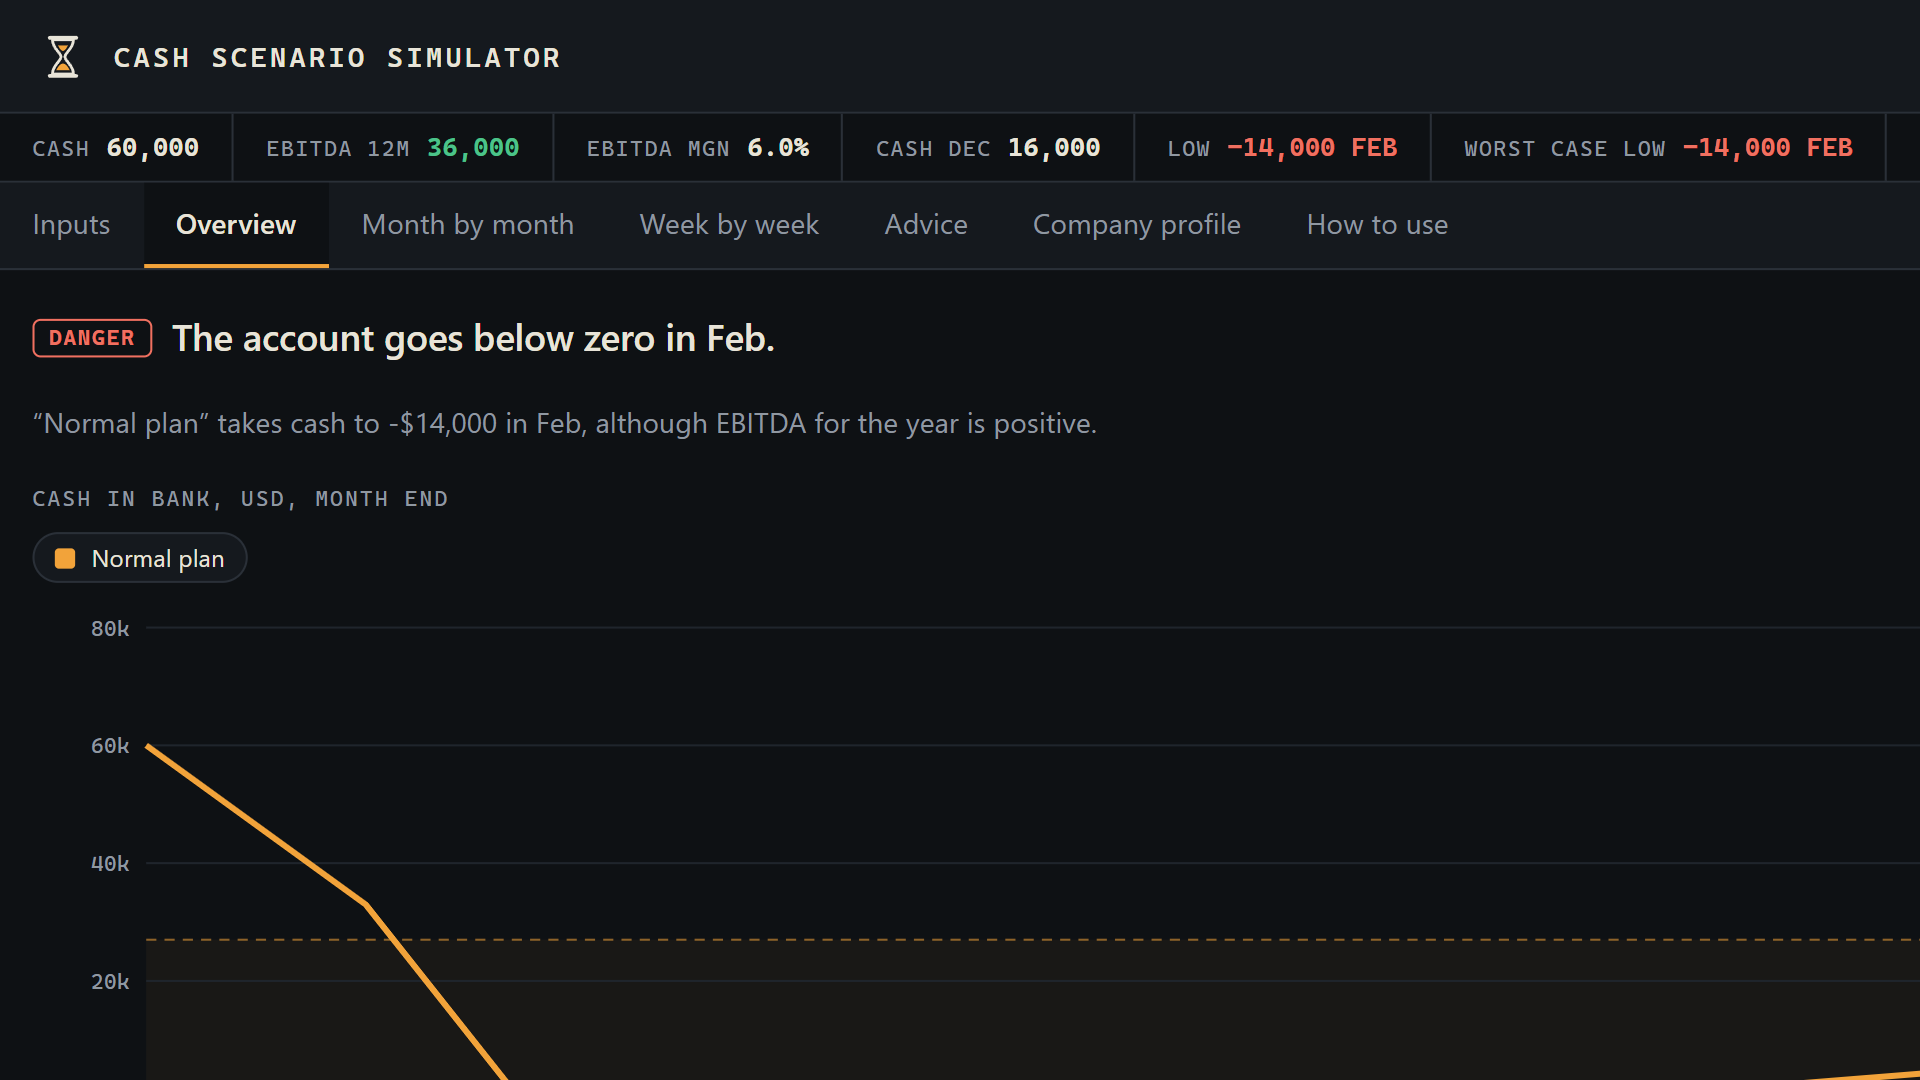 CASH SCENARIO SIMULATOR
CASH 60,000 EBITDA 12M 36,000 EBITDA MGN 6.0% CASH DEC 16,000 LOW −14,000 FEB WORST CASE LOW −14,000 FEB
Inputs Overview Month by month Week by week Advice Company profile How to use
DANGER The account goes below zero in Feb.
“Normal plan” takes cash to -$14,000 in Feb, although EBITDA for the year is positive.
CASH IN BANK, USD, MONTH END
Normal plan
80k
60k
40k
20k